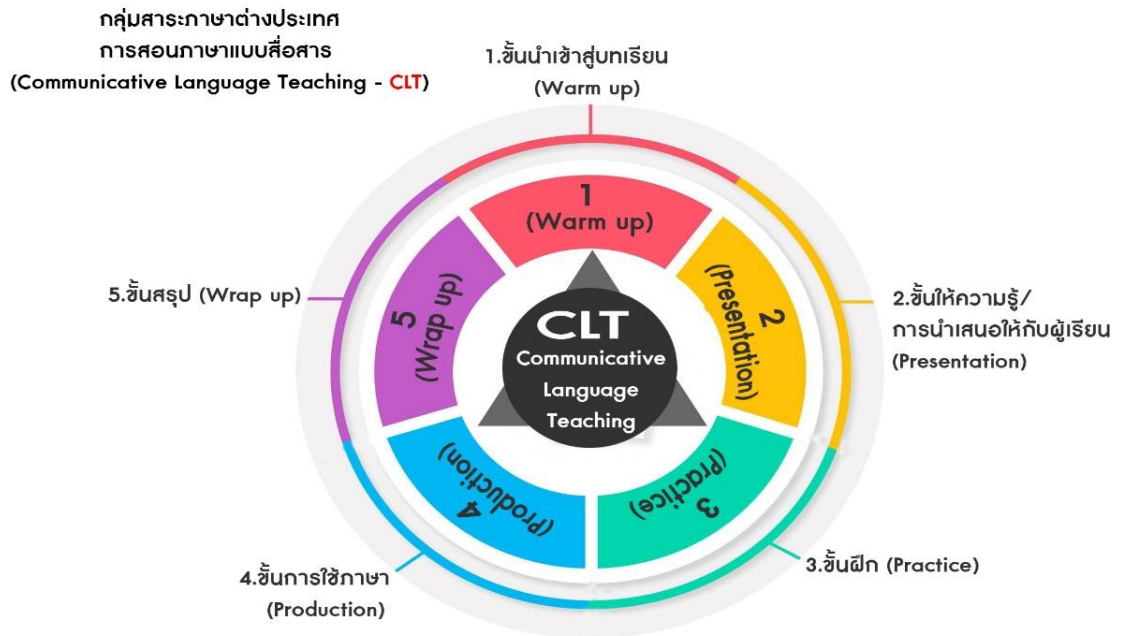 กลุ่มสาระภาษาต่างประเทศ
การสอนภาษาแบบสื่อสาร
(Communicative Language Teaching - CLT)
1.ขั้นนำเข้าสู่บทเรียน
(Warm up)
1
(Warm up)
2
(Presentation)
2.ขั้นให้ความรู้/
การนำเสนอให้กับผู้เรียน
(Presentation)
3
(Practice)
3.ขั้นฝึก (Practice)
4
(Production)
4.ขั้นการใช้ภาษา
(Production)
5
(Wrap up)
5.ขั้นสรุป (Wrap up)
CLT
Communicative
Language
Teaching